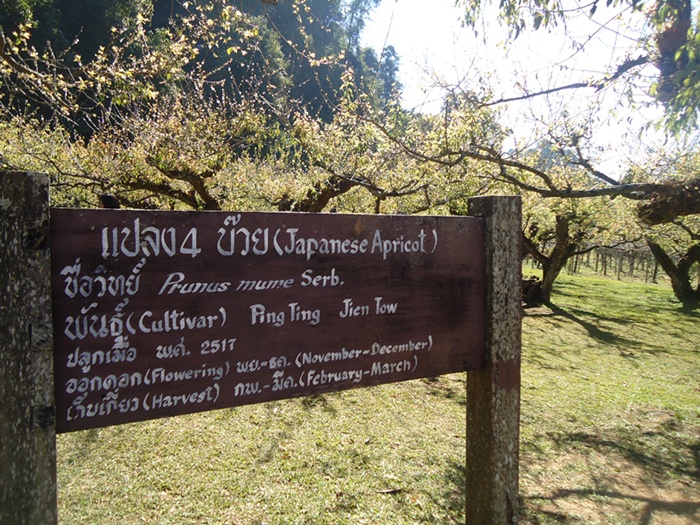 แปลง 4 บ๊วย (Japanese Apricot)
ชื่อวิทย์ Prunus mume Serb.
พันธุ์ (Cultivar) Ping Ting Jien Tow
ปลูกเมื่อ พศ. 2517
ออกดอก (Flowering) พย.-ธค. (November-December)
เก็บเกี่ยว (Harvest) กพ.-มีค. (February-March)